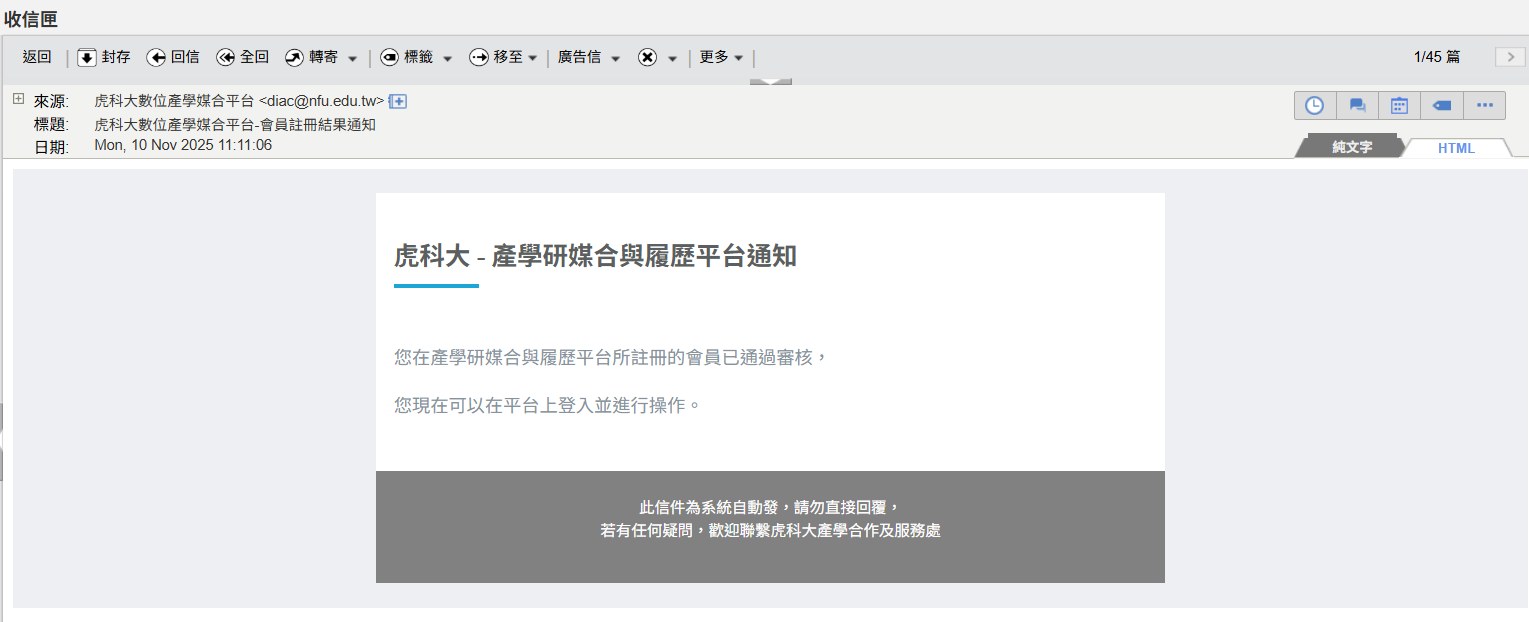 收信匣
返回 封存 回信 全回 轉寄 標籤 移至 廣告信 更多 1/45 篇
來源: 虎科大數位產學媒合平台 <diac@nfu.edu.tw>
標題: 虎科大數位產學媒合平台-會員註冊結果通知
日期: Mon, 10 Nov 2025 11:11:06
純文字 HTML
虎科大 - 產學研媒合與履歷平台通知
您在產學研媒合與履歷平台所註冊的會員已通過審核，
您現在可以在平台上登入並進行操作。
此信件為系統自動發，請勿直接回覆，
若有任何疑問，歡迎聯繫虎科大產學合作及服務處